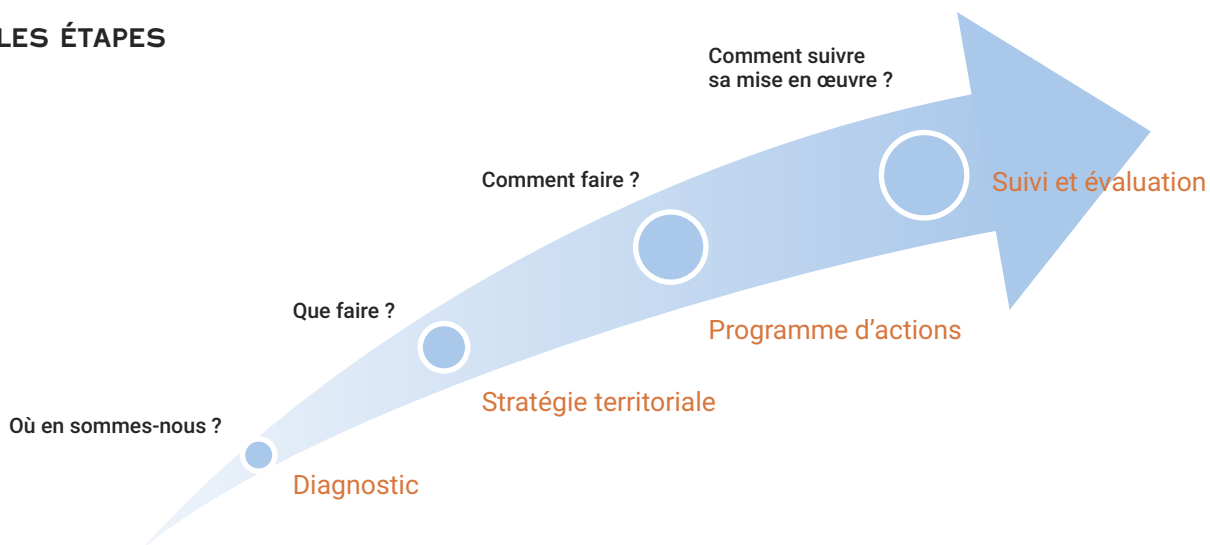 LES ÉTAPES
Comment suivre
sa mise en œuvre ?
Suivi et évaluation
Comment faire ?
Programme d’actions
Que faire ?
Stratégie territoriale
Où en sommes-nous ?
Diagnostic